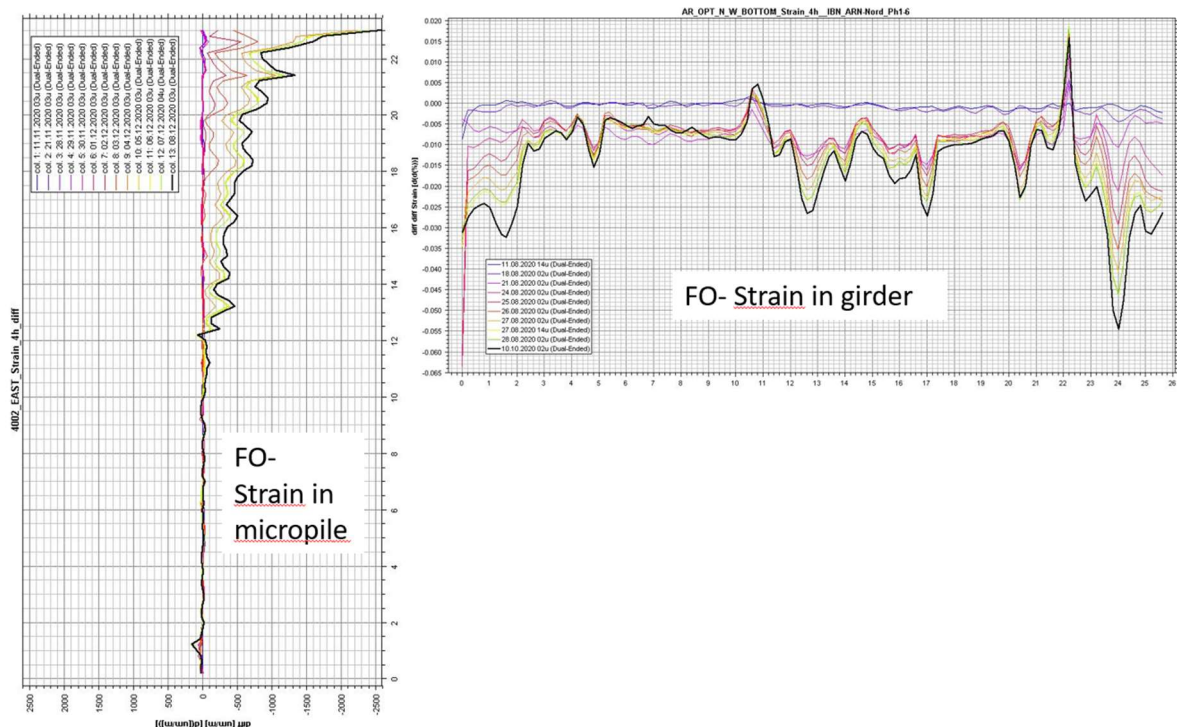 4002_EAST_Strain_4h_diff
col. 1: 11.11.2020 03u (Dual-Ended)
col. 2: 21.11.2020 03u (Dual-Ended)
col. 3: 28.11.2020 03u (Dual-Ended)
col. 4: 29.11.2020 03u (Dual-Ended)
col. 5: 30.11.2020 03u (Dual-Ended)
col. 6: 01.12.2020 03u (Dual-Ended)
col. 7: 02.12.2020 03u (Dual-Ended)
col. 8: 03.12.2020 03u (Dual-Ended)
col. 9: 04.12.2020 03u (Dual-Ended)
col. 10: 05.12.2020 03u (Dual-Ended)
col. 11: 06.12.2020 03u (Dual-Ended)
col. 12: 07.12.2020 04u (Dual-Ended)
col. 13: 08.12.2020 03u (Dual-Ended)
22
20
18
16
14
12
10
8
6
4
2
0
FO-
Strain in
micropile
2500 2000 1500 1000 500 0 -500 -1000 -1500 -2000 -2500
diff [um/m] [d((um/m))]
AR_OPT_N_W_BOTTOM_Strain_4h__IBN_ARN-Nord_Ph1-6
diff diff Strain [d(d(%))]
0.020
0.015
0.010
0.005
0.000
-0.005
-0.010
-0.015
-0.020
-0.025
-0.030
-0.035
-0.040
-0.045
-0.050
-0.055
-0.060
-0.065
11.08.2020 14u (Dual-Ended)
18.08.2020 02u (Dual-Ended)
21.08.2020 02u (Dual-Ended)
24.08.2020 02u (Dual-Ended)
25.08.2020 02u (Dual-Ended)
26.08.2020 02u (Dual-Ended)
27.08.2020 02u (Dual-Ended)
27.08.2020 14u (Dual-Ended)
28.08.2020 02u (Dual-Ended)
10.10.2020 02u (Dual-Ended)
FO- Strain in girder
0 1 2 3 4 5 6 7 8 9 10 11 12 13 14 15 16 17 18 19 20 21 22 23 24 25 26